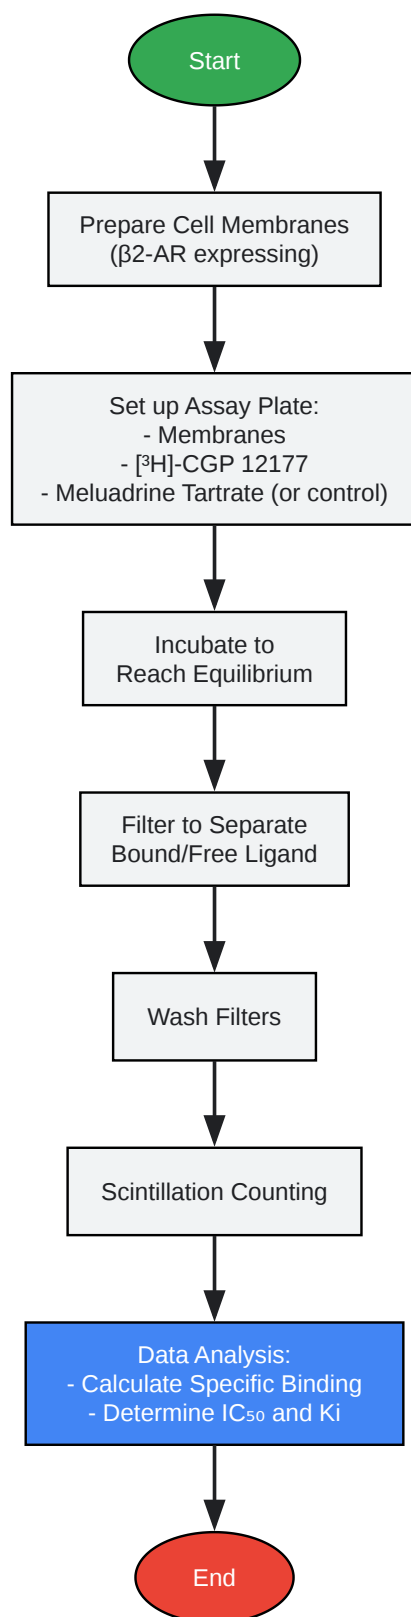 Start
Prepare Cell Membranes
(β2-AR expressing)
Set up Assay Plate:
- Membranes
- [³H]-CGP 12177
- Meluadrine Tartrate (or control)
Incubate to
Reach Equilibrium
Filter to Separate
Bound/Free Ligand
Wash Filters
Scintillation Counting
Data Analysis:
- Calculate Specific Binding
- Determine IC₅₀ and Ki
End